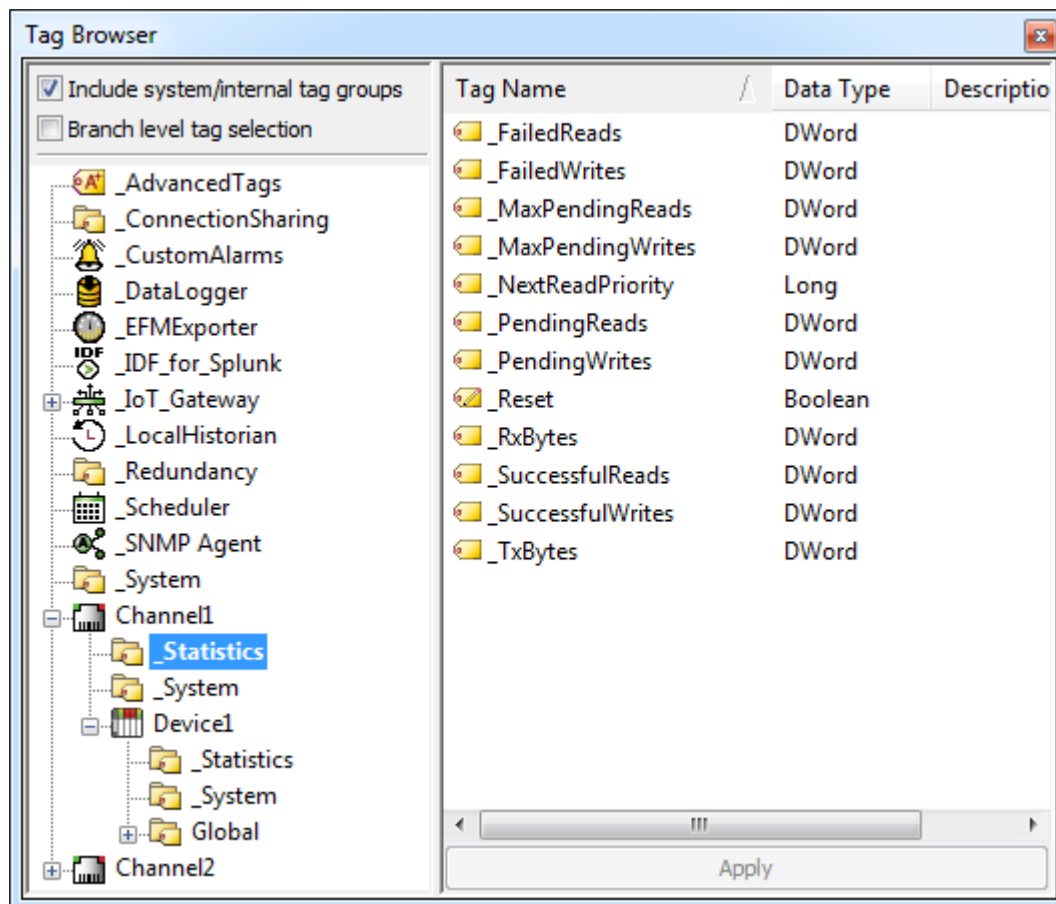 Tag Browser
Include system/internal tag groups
Branch level tag selection
_AdvancedTags
_ConnectionSharing
_CustomAlarms
_DataLogger
_EFMExporter
IDF _IDF_for_Splunk
_IoT_Gateway
_LocalHistorian
_Redundancy
_Scheduler
_SNMP Agent
_System
Channel1
_Statistics
_System
Device1
_Statistics
_System
Global
Channel2
Tag Name Data Type Descriptio
_FailedReads DWord
_FailedWrites DWord
_MaxPendingReads DWord
_MaxPendingWrites DWord
_NextReadPriority Long
_PendingReads DWord
_PendingWrites DWord
_Reset Boolean
_RxBytes DWord
_SuccessfulReads DWord
_SuccessfulWrites DWord
_TxBytes DWord
Apply